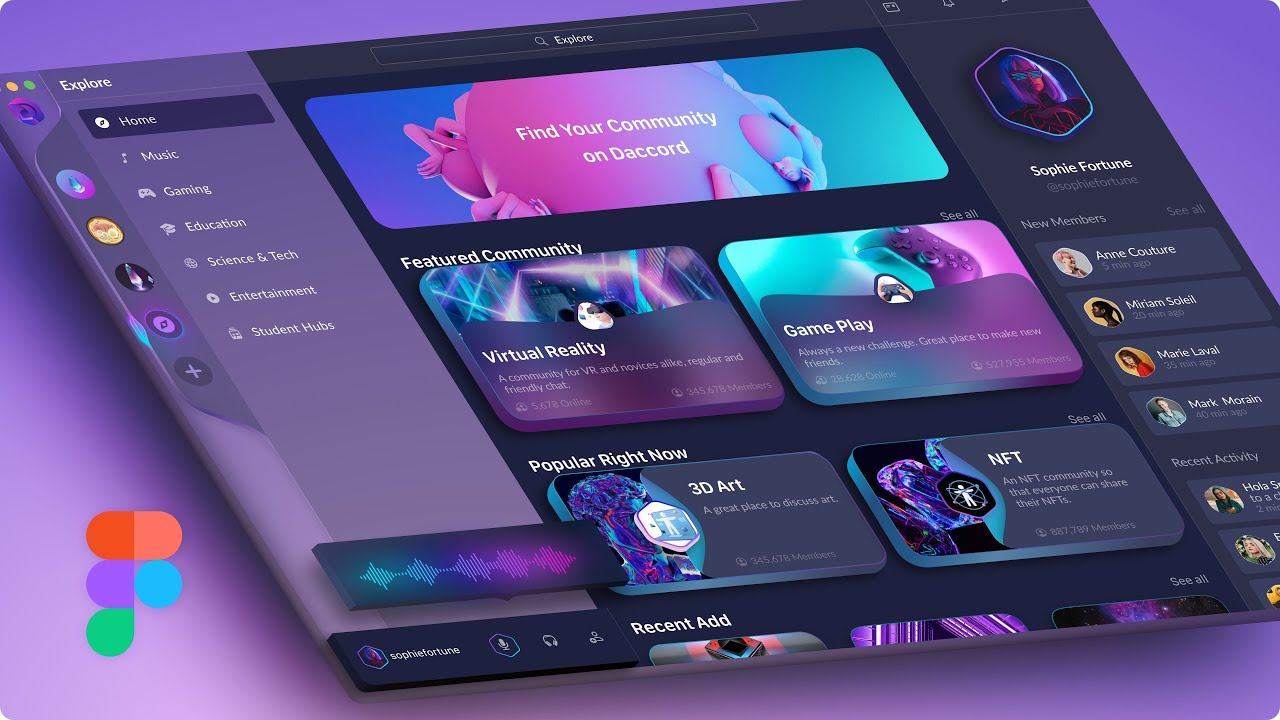 Explore
Explore
Home
Music
Gaming
Education
Science & Tech
Entertainment
Student Hubs
Find Your Community
on Daccord
Featured Community
See all
Virtual Reality
A community for VR and novices alike, regular and
friendly chat.
5,678 Online
345,678 Members
Game Play
Always a new challenge. Great place to make new
friends.
28,628 Online
527,955 Members
Popular Right Now
See all
3D Art
A great place to discuss art.
345,678 Members
NFT
An NFT community so
that everyone can share
their NFTs.
887,789 Members
Recent Add
See all
sophiefortune
Sophie Fortune
@sophiefortune
New Members
See all
Anne Couture
5 min ago
Miriam Soleil
20 min ago
Marie Laval
35 min ago
Mark Morain
40 min ago
Recent Activity
Hola
to a
2 mi